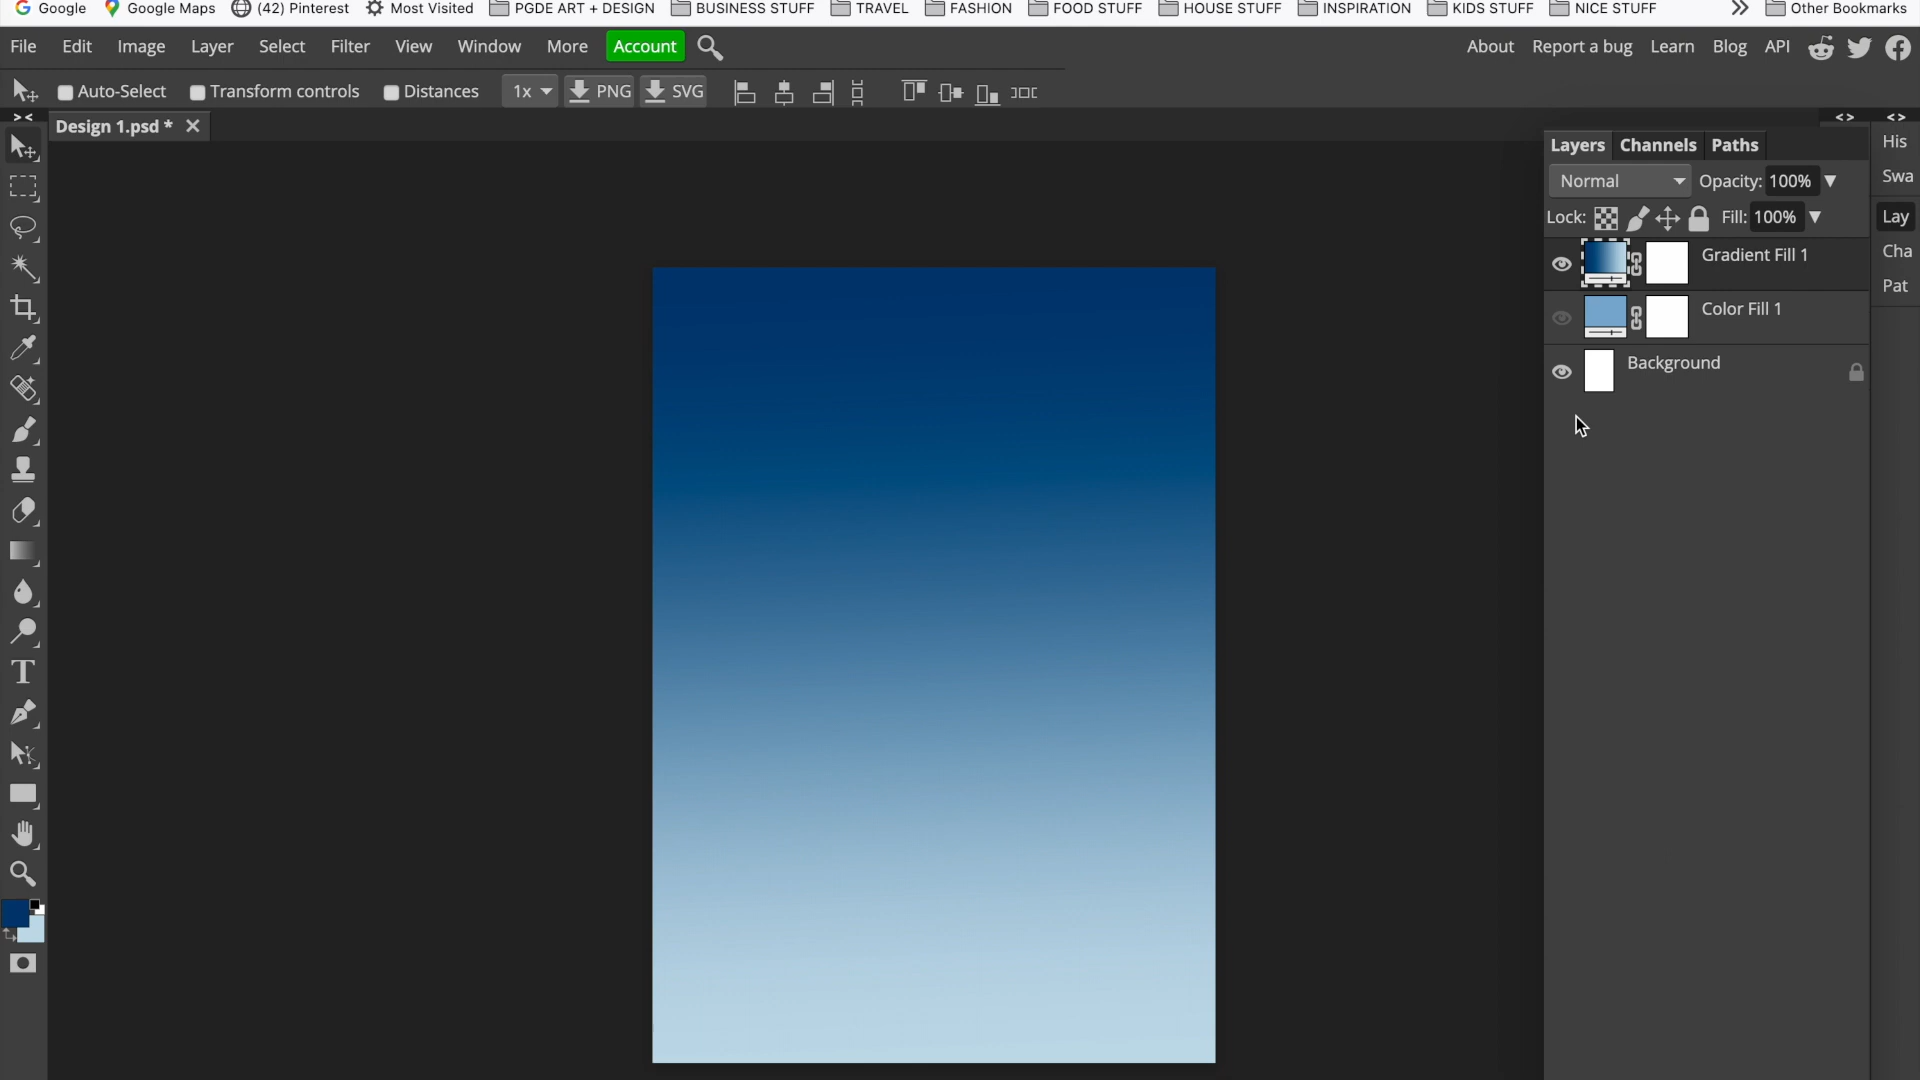 Google Google Maps (42) Pinterest Most Visited PGDE ART + DESIGN BUSINESS STUFF TRAVEL FASHION FOOD STUFF HOUSE STUFF INSPIRATION KIDS STUFF NICE STUFF Other Bookmarks
File Edit Image Layer Select Filter View Window More Account About Report a bug Learn Blog API
Auto-Select Transform controls Distances 1x PNG SVG
Design 1.psd *
Layers Channels Paths His
Normal Opacity: 100% Swa
Lock: Fill: 100% Lay
Gradient Fill 1 Cha
Pat
Color Fill 1
Background
T